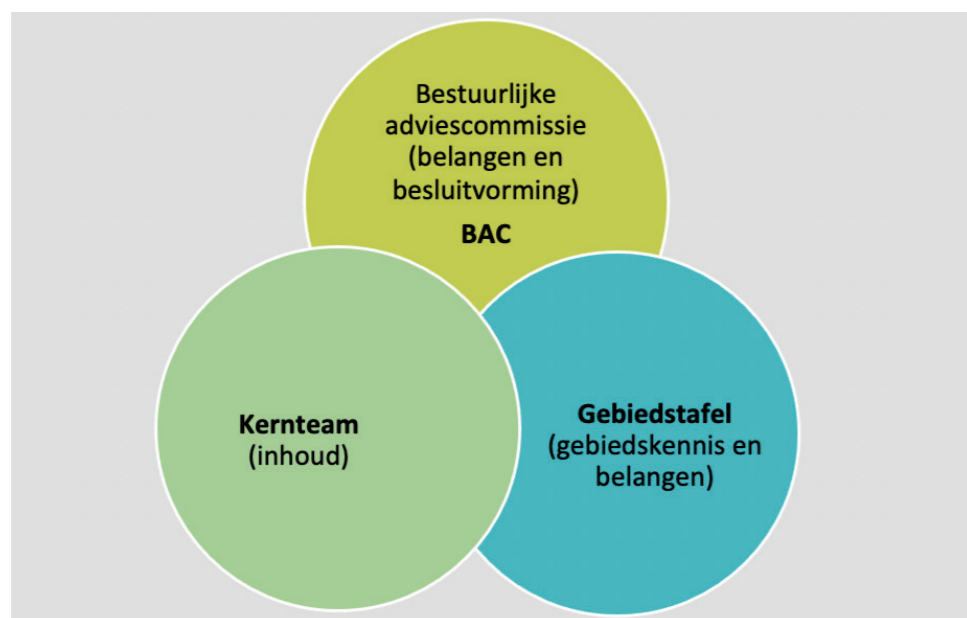 Bestuurlijke
adviescommissie
(belangen en
besluitvorming)
BAC
Kernteam
(inhoud)
Gebiedstafel
(gebiedskennis en
belangen)